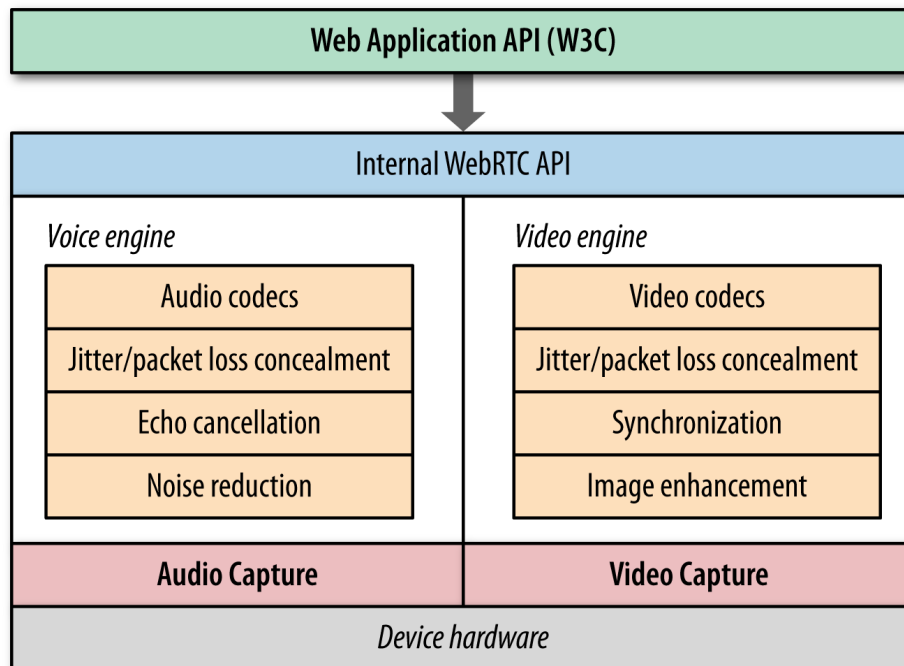 Web Application API (W3C)
Internal WebRTC API
Voice engine
Audio codecs
Jitter/packet loss concealment
Echo cancellation
Noise reduction
Video engine
Video codecs
Jitter/packet loss concealment
Synchronization
Image enhancement
Audio Capture
Video Capture
Device hardware